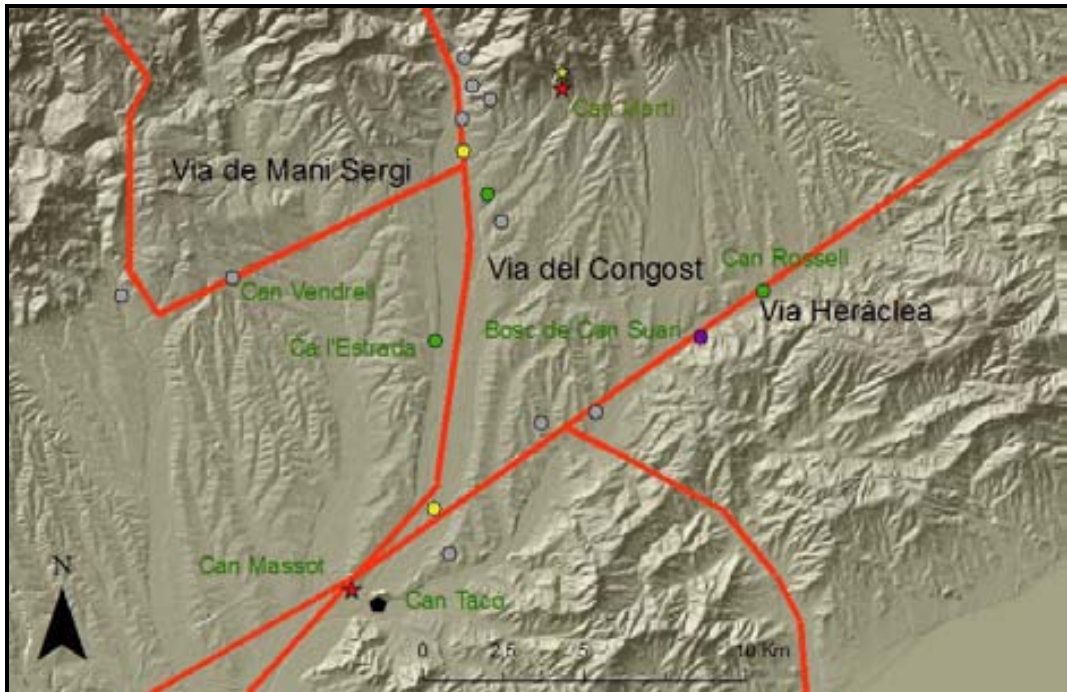 Can Martí
Via de Mani Sergi
Via del Congost
Can Rossell
Can Vendrell
Via Heràclea
Bosc de Can Suari
Ca l'Estrada
N
Can Massot
Can Tacó
0 2,5 5 10 Km